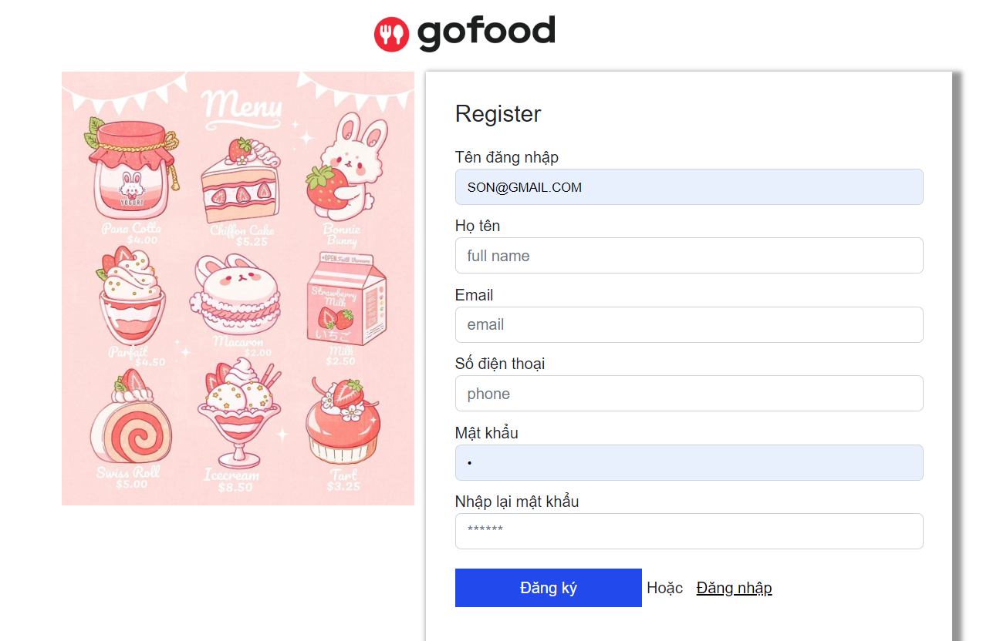 gofood
Menu
YOGURT
Pana Cotta
$4.00
Chiffon Cake
$5.25
Bonnie
Bunny
Parfait
$4.50
Macaron
$2.00
OPEN
Strawberry
Milk
いちご
Milk
$2.50
Swiss Roll
$5.00
Icecream
$8.50
Tart
$3.25
Register
Tên đăng nhập
SON@GMAIL.COM
Họ tên
full name
Email
email
Số điện thoại
phone
Mật khẩu
•
Nhập lại mật khẩu
******
Đăng ký Hoặc Đăng nhập